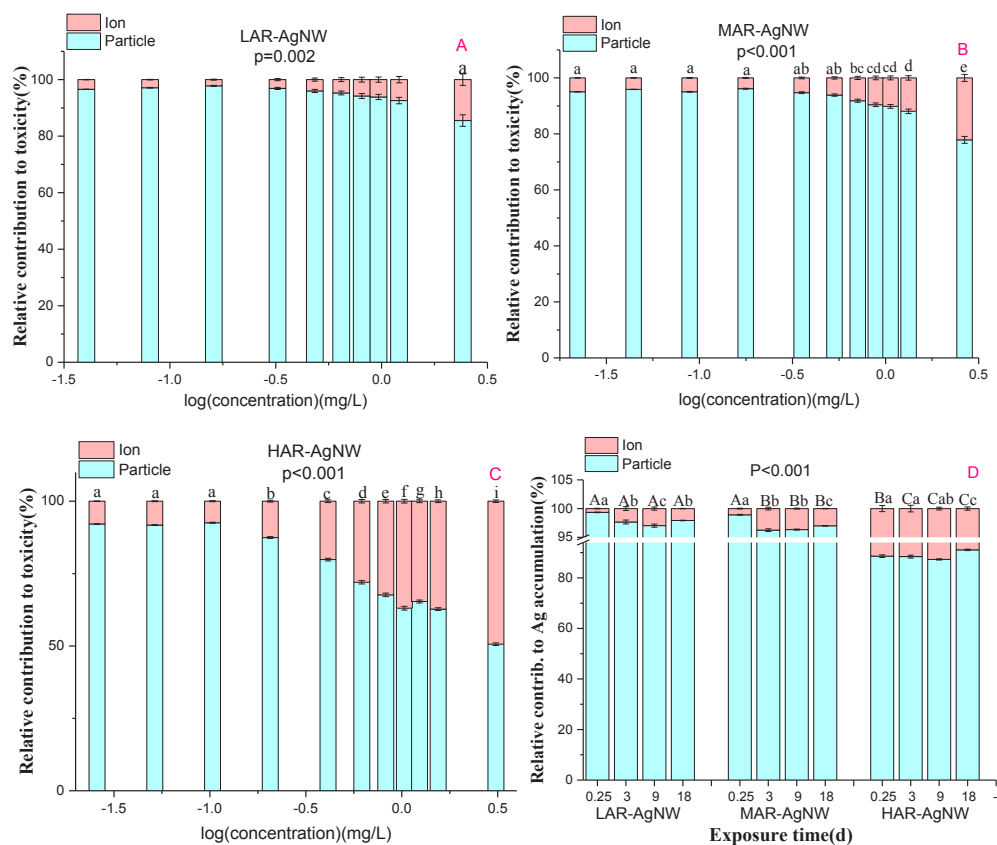 Ion
Particle
LAR-AgNW
p=0.002
A
a
Relative contribution to toxicity(%)
100
80
60
40
20
0
-1.5
-1.0
-0.5
0.0
0.5
log(concentration)(mg/L)
Ion
Particle
MAR-AgNW
p<0.001
B
a a a a ab ab bc cd cd d e
Relative contribution to toxicity(%)
100
80
60
40
20
0
-1.5
-1.0
-0.5
0.0
0.5
log(concentration)(mg/L)
Ion
Particle
HAR-AgNW
p<0.001
C
a a a b c d e f g h i
Relative contribution to toxicity(%)
100
50
0
-1.5
-1.0
-0.5
0.0
0.5
log(concentration)(mg/L)
Ion
Particle
P<0.001
D
Aa Ab Ac Ab Aa Bb Bb Bc Ba Ca Cab Cc
Relative contrib. to Ag accumulation(%)
105
100
95
80
60
40
20
0
0.25 3 9 18 0.25 3 9 18 0.25 3 9 18
LAR-AgNW MAR-AgNW HAR-AgNW
Exposure time(d)